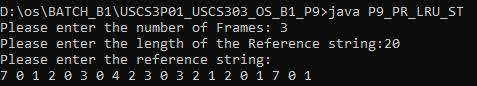 D:\os\BATCH_B1\USCS3P01_USCS303_OS_B1_P9>java P9_PR_LRU_ST
Please enter the number of Frames: 3
Please enter the length of the Reference string:20
Please enter the reference string:
7 0 1 2 0 3 0 4 2 3 0 3 2 1 2 0 1 7 0 1